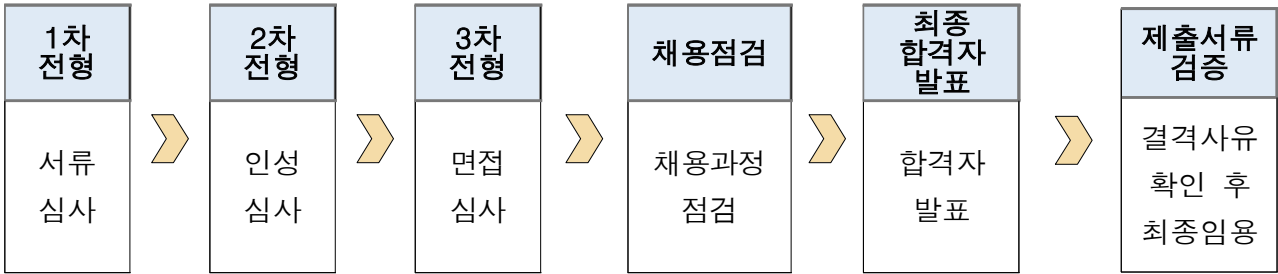 1차
전형
서류
심사
2차
전형
인성
심사
3차
전형
면접
심사
채용점검
채용과정
점검
최종
합격자
발표
합격자
발표
제출서류
검증
결격사유
확인 후
최종임용